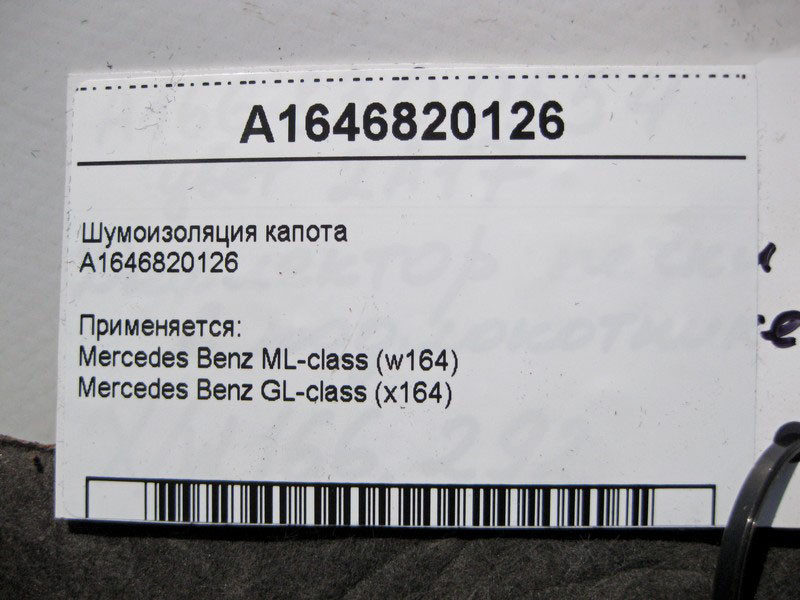 A1646820126
Шумоизоляция капота
A1646820126
Применяется:
Mercedes Benz ML-class (w164)
Mercedes Benz GL-class (x164)